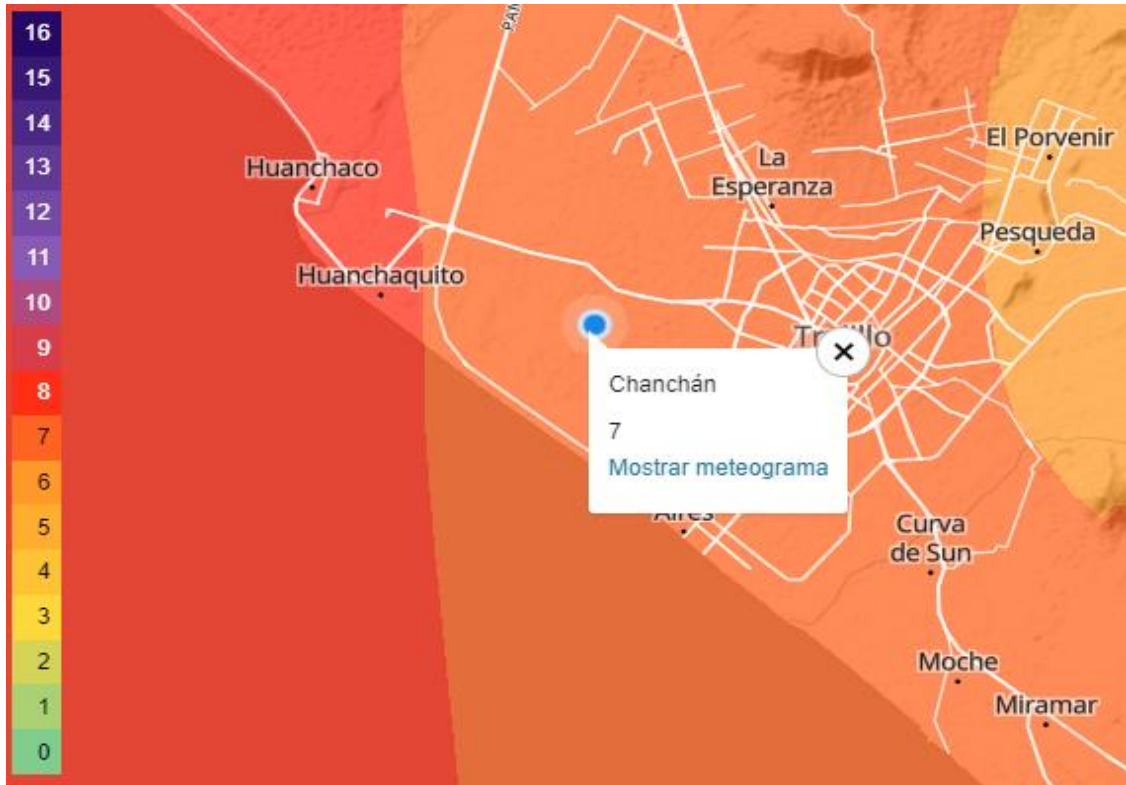 16
15
14
13
12
11
10
9
8
7
6
5
4
3
2
1
0
PAN
Huanchaco
Huanchaquito
La
Esperanza
El Porvenir
Pesqueda
Chanchán
7
Mostrar meteograma
Curva
de Sun
Moche
Miramar